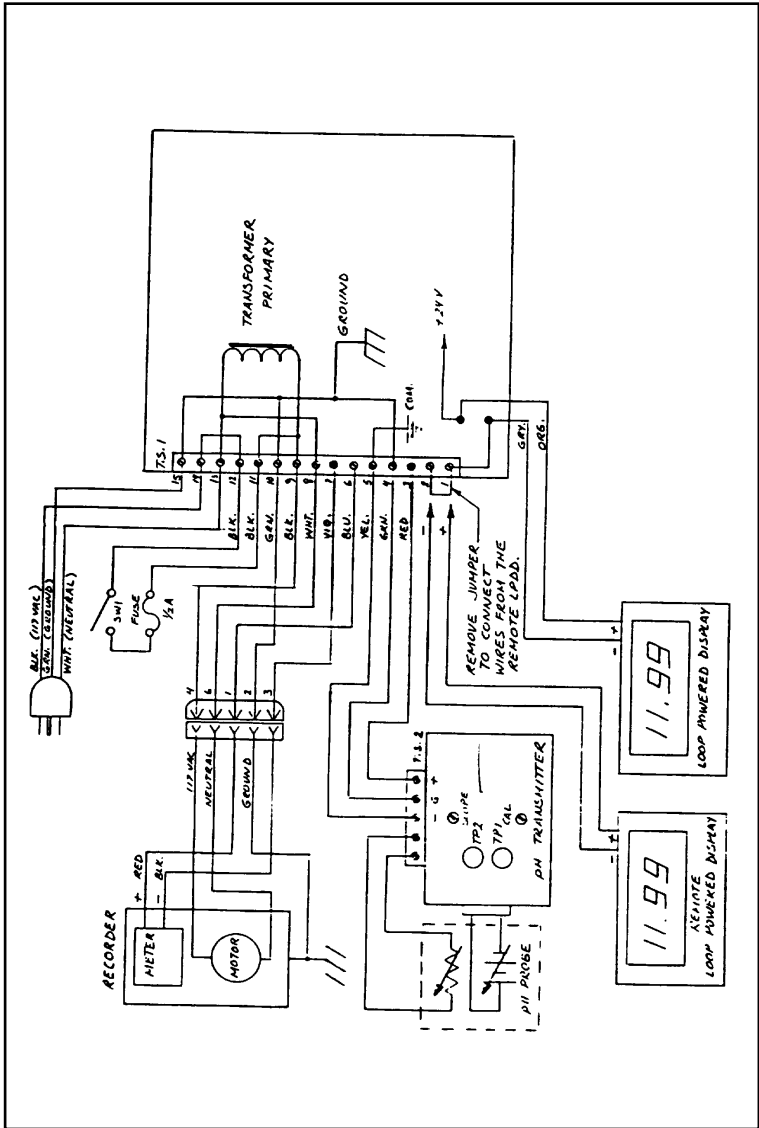 BLK. (117 VAC)
GRN. (GROUND)
WHT. (NEUTRAL)
SW1
FUSE
½A
T.S. 1
15
14
13
12
11
10
9
8
7
6
5
4
3
2
1
BLK.
BLK.
GRN.
BLK.
WHT.
VIO.
BLU.
YEL.
GRN.
RED
TRANSFORMER
PRIMARY
GROUND
COM.
+24V
GRY.
ORG.
4
6
1
2
3
117 VAC
NEUTRAL
GROUND
RECORDER
+
RED
-
BLK.
METER
MOTOR
-
+
REMOVE JUMPER
TO CONNECT
WIRES FROM THE
REMOTE LPDD.
T.S. 2
-
G
+
SLOPE
TP2
TP1
CAL
pH TRANSMITTER
pH PROBE
-
+
11.99
REMOTE
LOOP POWERED DISPLAY
-
+
11.99
LOOP POWERED DISPLAY